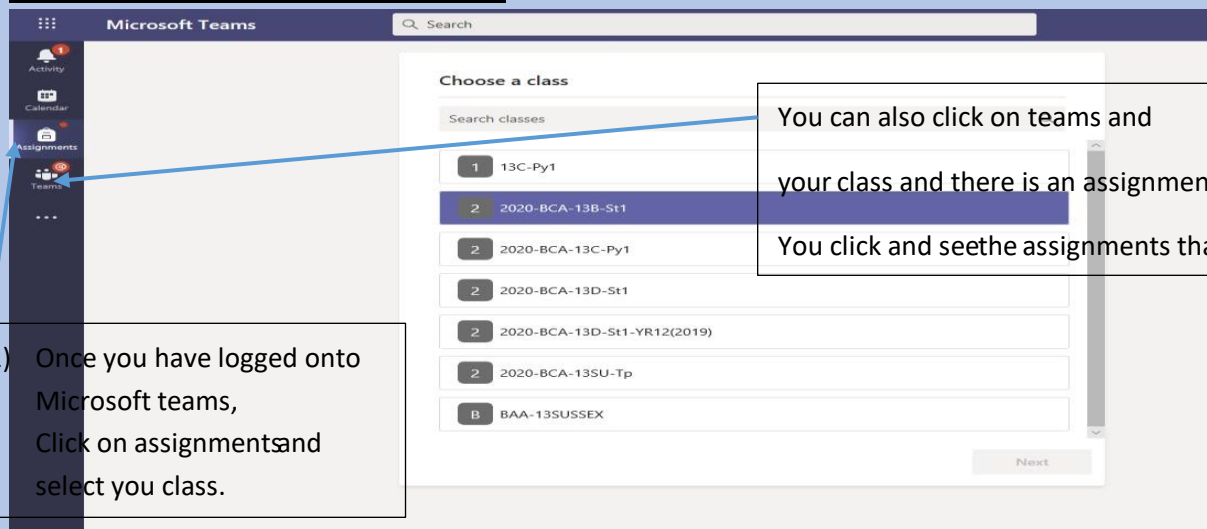 Microsoft Teams
Search
1
Activity
Calendar
Assignments
Teams
...
Choose a class
Search classes
1 13C-Py1
2 2020-BCA-13B-St1
2 2020-BCA-13C-Py1
2 2020-BCA-13D-St1
2 2020-BCA-13D-St1-YR12(2019)
2 2020-BCA-13SU-Tp
B BAA-13SUSSEX
Next
You can also click on teams and
your class and there is an assignmen
You click and seethe assignments tha
) Once you have logged onto
Microsoft teams,
Click on assignmentsand
select you class.